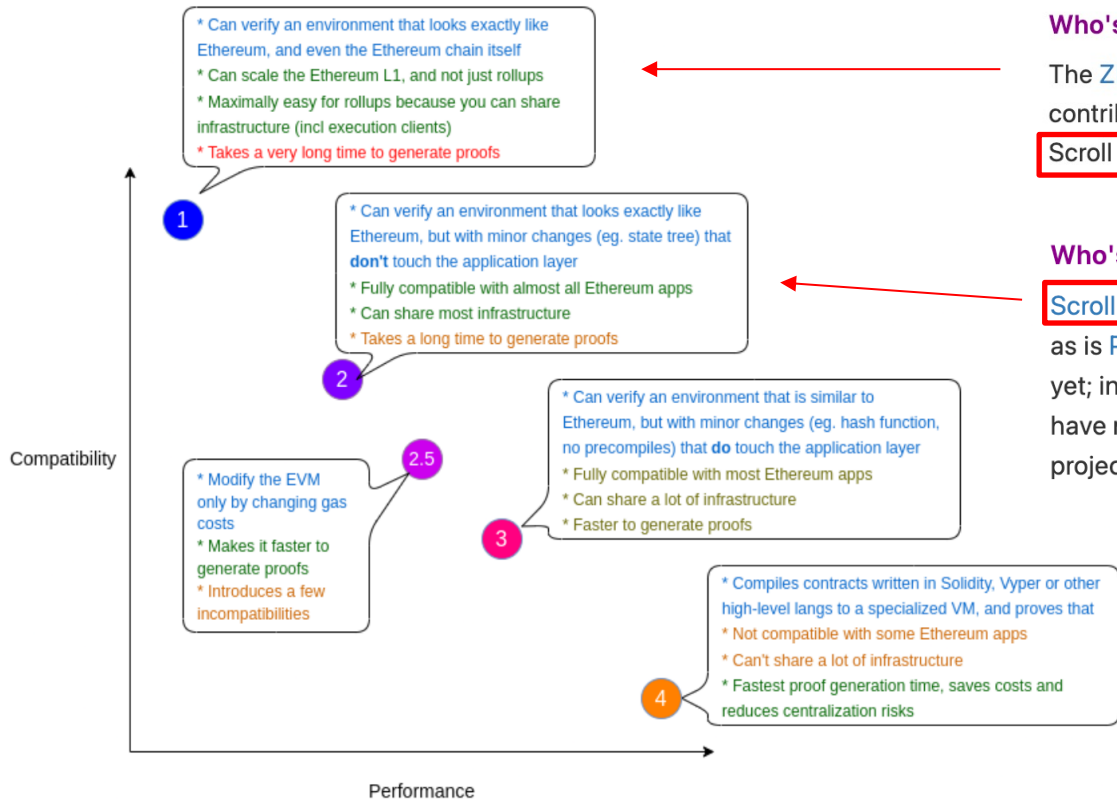 * Can verify an environment that looks exactly like
Ethereum, and even the Ethereum chain itself
* Can scale the Ethereum L1, and not just rollups
* Maximally easy for rollups because you can share
infrastructure (incl execution clients)
* Takes a very long time to generate proofs
1
* Can verify an environment that looks exactly like
Ethereum, but with minor changes (eg. state tree) that
don't touch the application layer
* Fully compatible with almost all Ethereum apps
* Can share most infrastructure
* Takes a long time to generate proofs
2
Compatibility
2.5
* Modify the EVM
only by changing gas
costs
* Makes it faster to
generate proofs
* Introduces a few
incompatibilities
* Can verify an environment that is similar to
Ethereum, but with minor changes (eg. hash function,
no precompiles) that do touch the application layer
* Fully compatible with most Ethereum apps
* Can share a lot of infrastructure
* Faster to generate proofs
3
* Compiles contracts written in Solidity, Vyper or other
high-level langs to a specialized VM, and proves that
* Not compatible with some Ethereum apps
* Can't share a lot of infrastructure
* Fastest proof generation time, saves costs and
reduces centralization risks
4
Performance
Who's
The Z
Scroll
Who's
Scroll
as is
yet; in
have